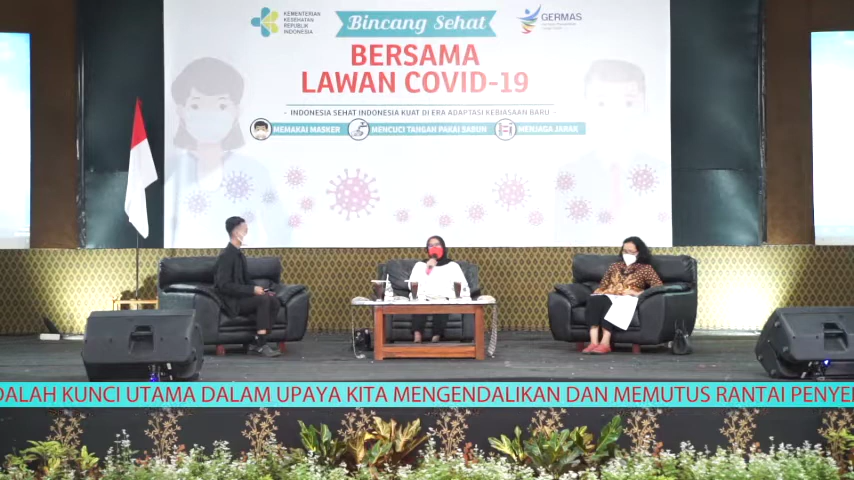 KEMENTERIAN
KESEHATAN
REPUBLIK
INDONESIA
Bincang Sehat
GERMAS
BERSAMA
LAWAN COVID-19
INDONESIA SEHAT INDONESIA KUAT DI ERA ADAPTASI KEBIASAAN BARU
MEMAKAI MASKER
MENCUCI TANGAN PAKAI SABUN
MENJAGA JARAK
DALAH KUNCI UTAMA DALAM UPAYA KITA MENGENDALIKAN DAN MEMUTUS RANTAI PENYE